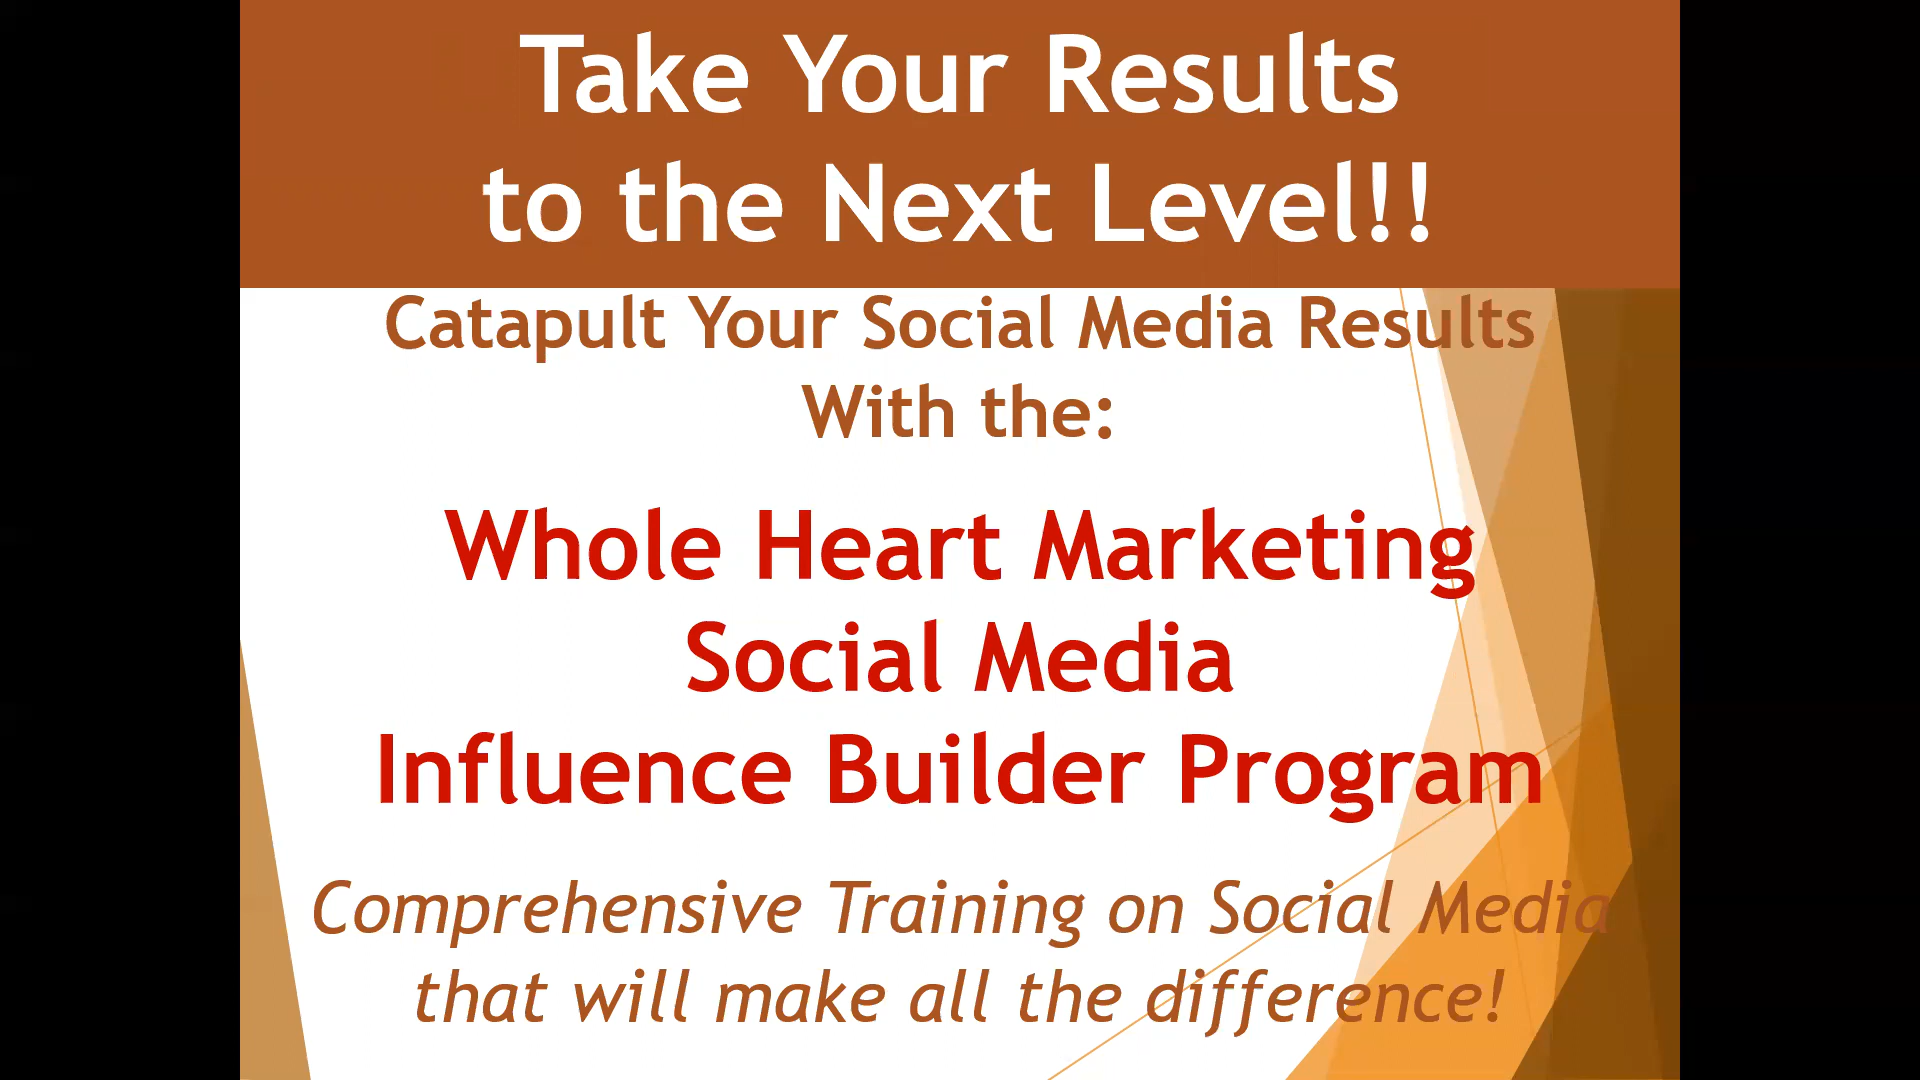 Take Your Results
to the Next Level!!
Catapult Your Social Media Results
With the:
Whole Heart Marketing
Social Media
Influence Builder Program
Comprehensive Training on Social Media
that will make all the difference!